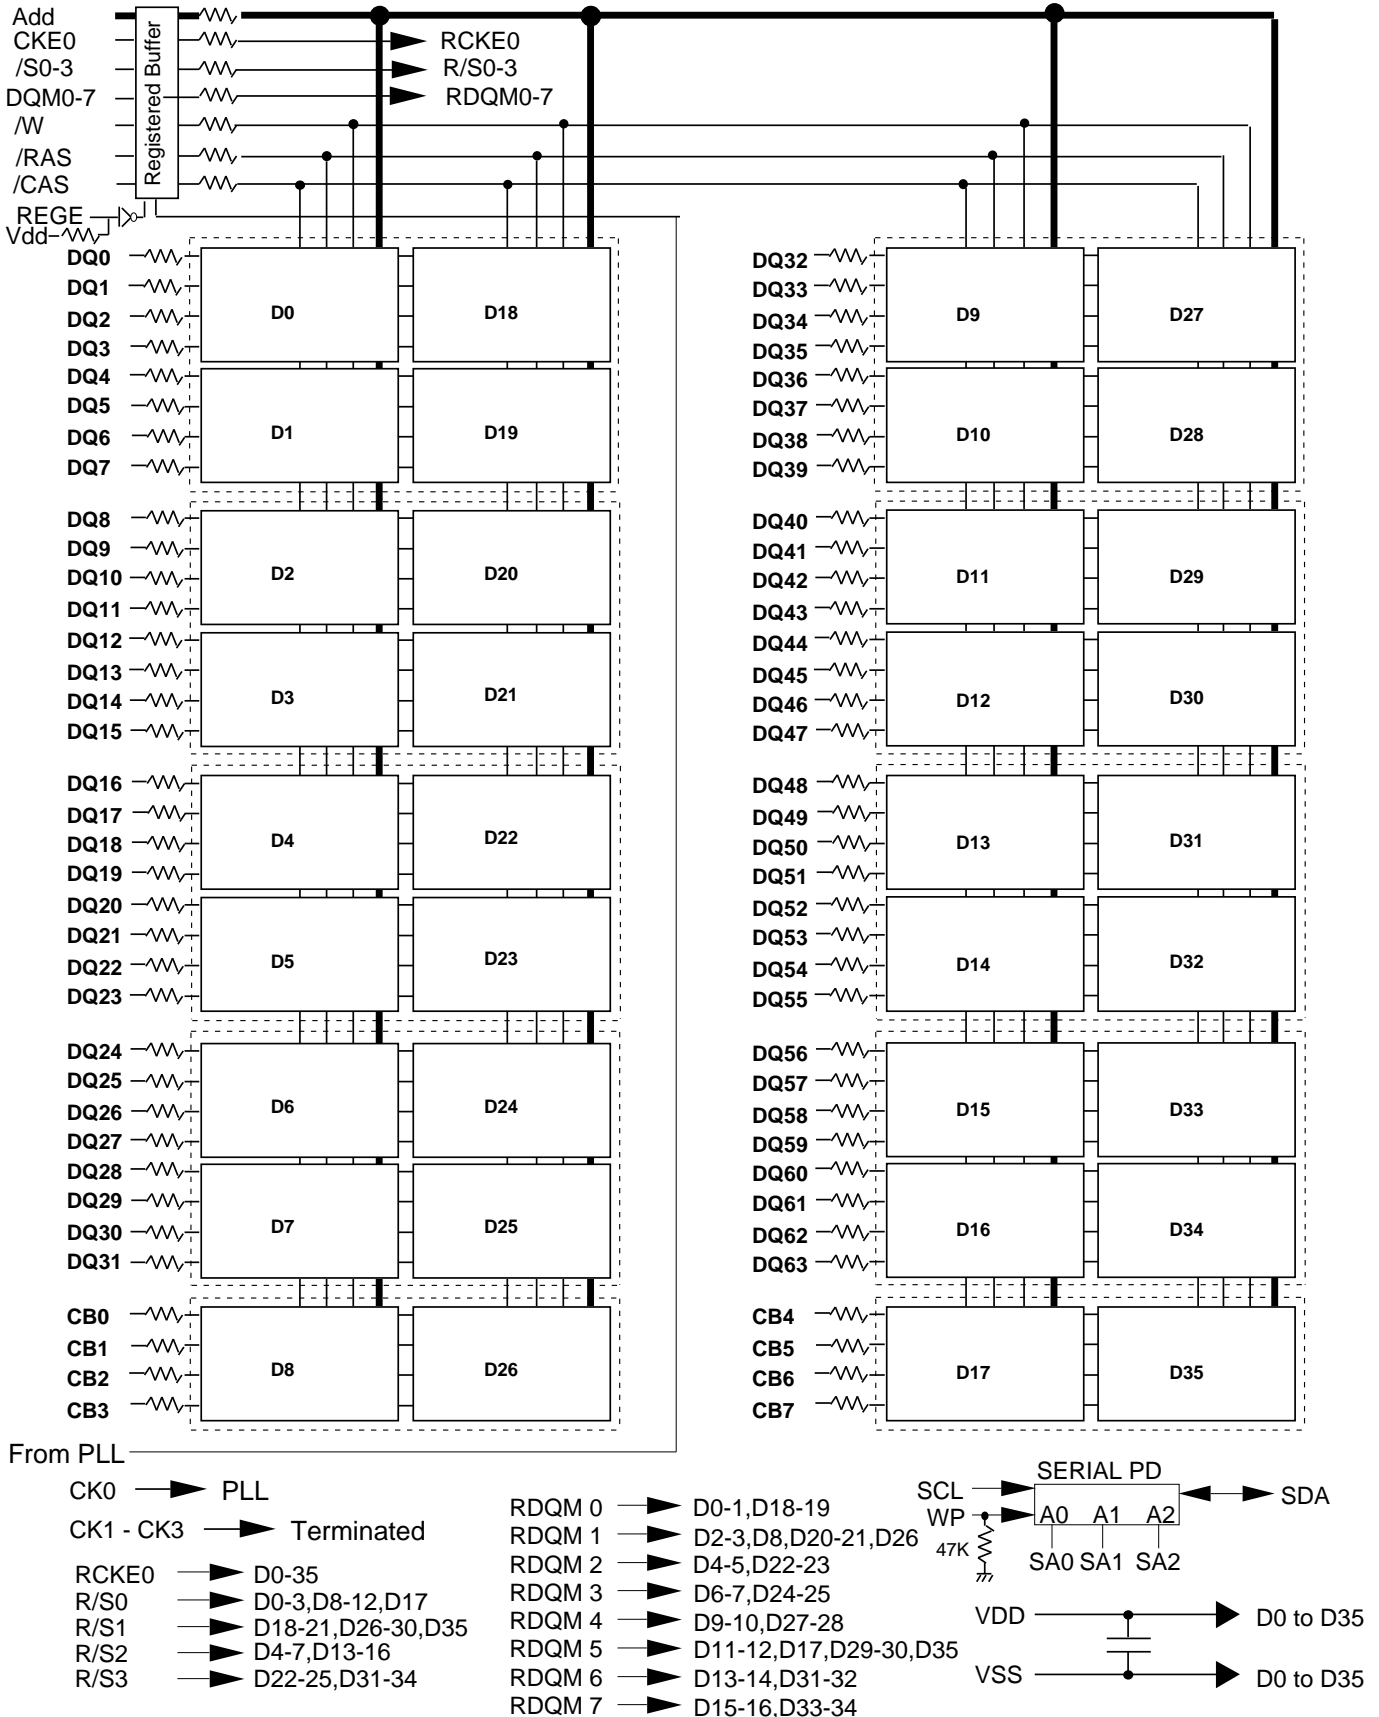 Add
CKE0
/S0-3
DQM0-7
/W
/RAS
/CAS
REGE
Vdd
Registered Buffer
RCKE0
R/S0-3
RDQM0-7
DQ0
DQ1
DQ2
DQ3
DQ4
DQ5
DQ6
DQ7
D0
D18
D1
D19
DQ8
DQ9
DQ10
DQ11
DQ12
DQ13
DQ14
DQ15
D2
D20
D3
D21
DQ16
DQ17
DQ18
DQ19
DQ20
DQ21
DQ22
DQ23
D4
D22
D5
D23
DQ24
DQ25
DQ26
DQ27
DQ28
DQ29
DQ30
DQ31
D6
D24
D7
D25
CB0
CB1
CB2
CB3
D8
D26
DQ32
DQ33
DQ34
DQ35
DQ36
DQ37
DQ38
DQ39
D9
D27
D10
D28
DQ40
DQ41
DQ42
DQ43
DQ44
DQ45
DQ46
DQ47
D11
D29
D12
D30
DQ48
DQ49
DQ50
DQ51
DQ52
DQ53
DQ54
DQ55
D13
D31
D14
D32
DQ56
DQ57
DQ58
DQ59
DQ60
DQ61
DQ62
DQ63
D15
D33
D16
D34
CB4
CB5
CB6
CB7
D17
D35
From PLL
CK0 PLL
CK1 - CK3 Terminated
RCKE0 D0-35
R/S0 D0-3,D8-12,D17
R/S1 D18-21,D26-30,D35
R/S2 D4-7,D13-16
R/S3 D22-25,D31-34
RDQM 0 D0-1,D18-19
RDQM 1 D2-3,D8,D20-21,D26
RDQM 2 D4-5,D22-23
RDQM 3 D6-7,D24-25
RDQM 4 D9-10,D27-28
RDQM 5 D11-12,D17,D29-30,D35
RDQM 6 D13-14,D31-32
RDQM 7 D15-16,D33-34
SERIAL PD
SCL
WP
47K
A0 A1 A2
SA0 SA1 SA2
SDA
VDD D0 to D35
VSS D0 to D35